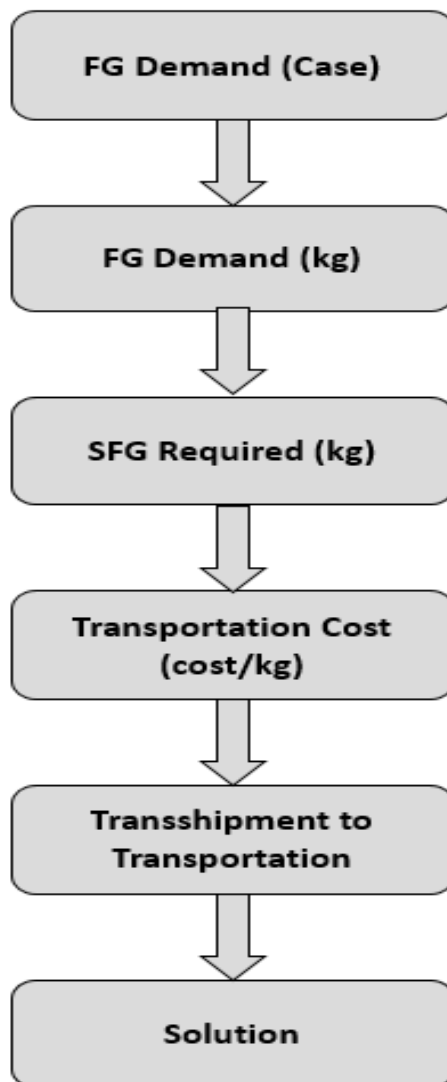 FG Demand (Case)
FG Demand (kg)
SFG Required (kg)
Transportation Cost
(cost/kg)
Transshipment to
Transportation
Solution